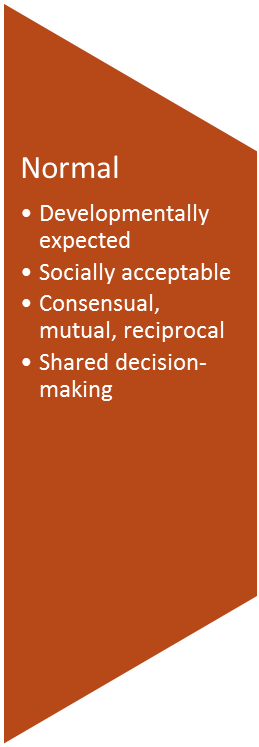 Normal
• Developmentally
expected
• Socially acceptable
• Consensual,
mutual, reciprocal
• Shared decision-
making